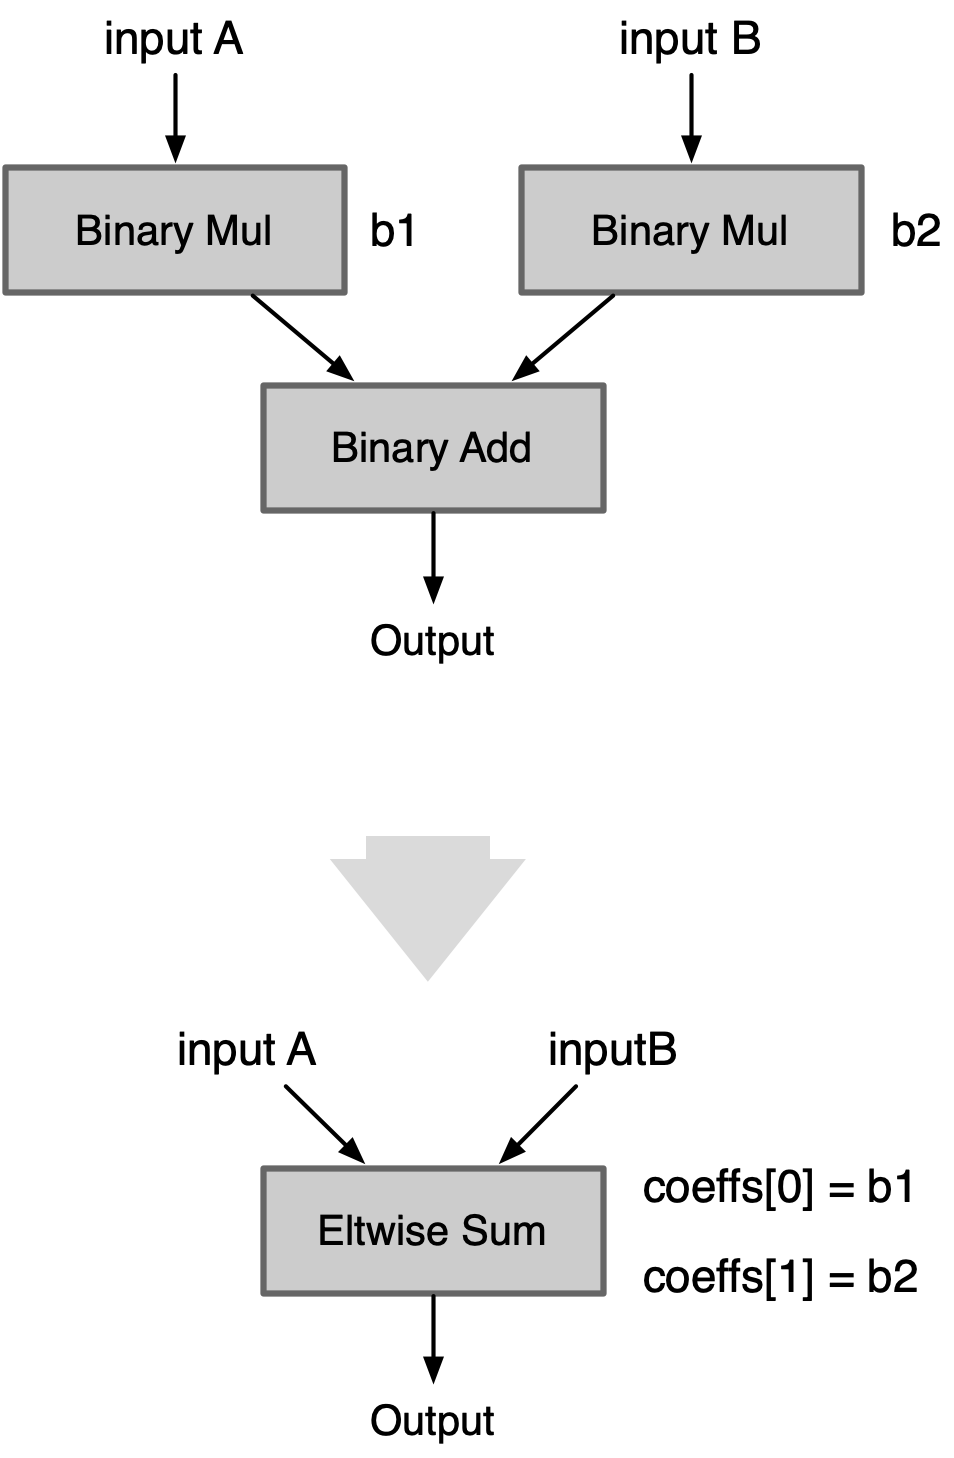 input A
input B
Binary Mul
b1
Binary Mul
b2
Binary Add
Output
input A
inputB
Eltwise Sum
coeffs[0] = b1
coeffs[1] = b2
Output